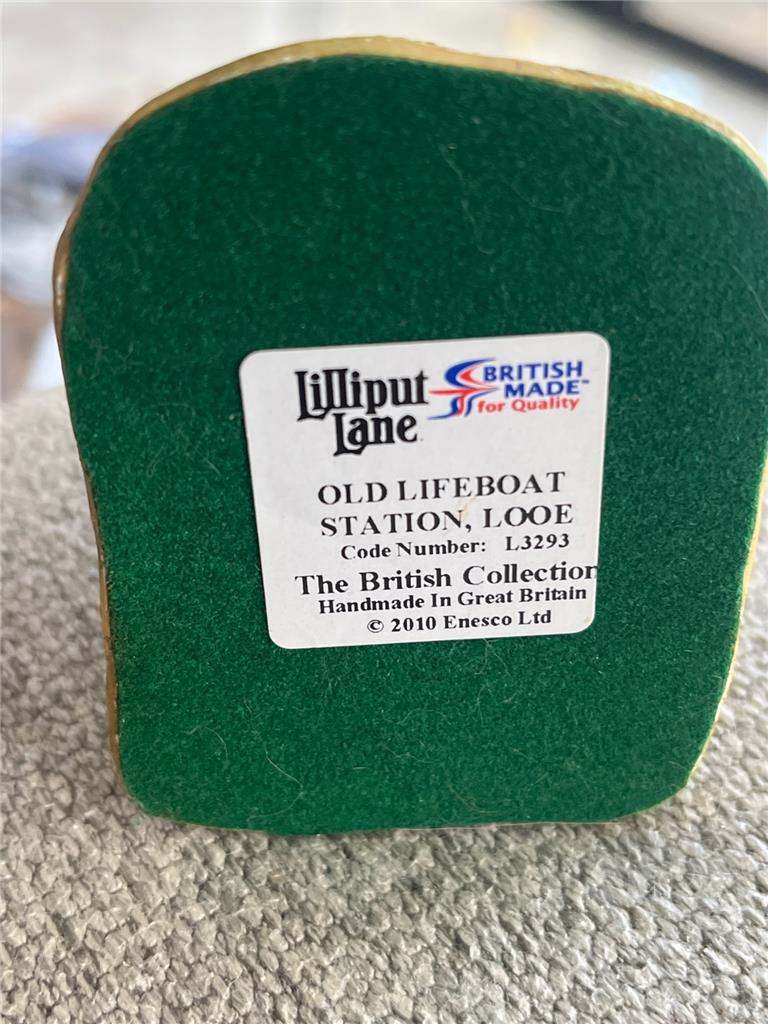 Lilliput
Lane
BRITISH
MADE™
for Quality
OLD LIFEBOAT
STATION, LOOE
Code Number: L3293
The British Collection
Handmade In Great Britain
© 2010 Enesco Ltd